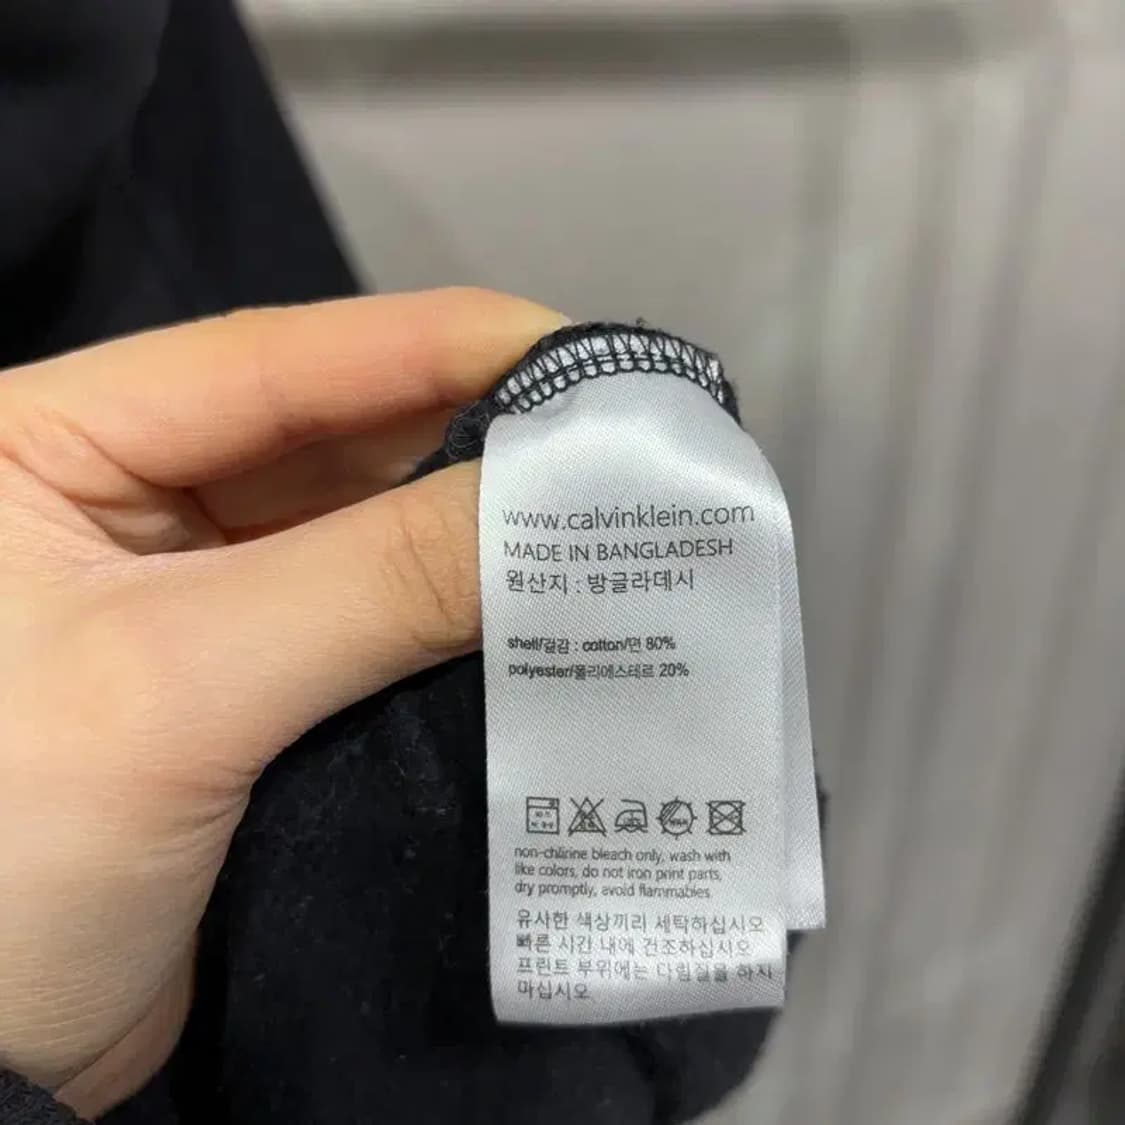 www.calvinklein.com
MADE IN BANGLADESH
원산지 : 방글라데시
shell/겉감 : cotton/면 80%
polyester/폴리에스테르 20%
non-chlirine bleach only, wash with
like colors, do not iron print parts,
dry promptly, avoid flammables.
유사한 색상끼리 세탁하십시오
빠른 시간 내에 건조하십시오
프린트 부위에는 다림질을 하지
마십시오